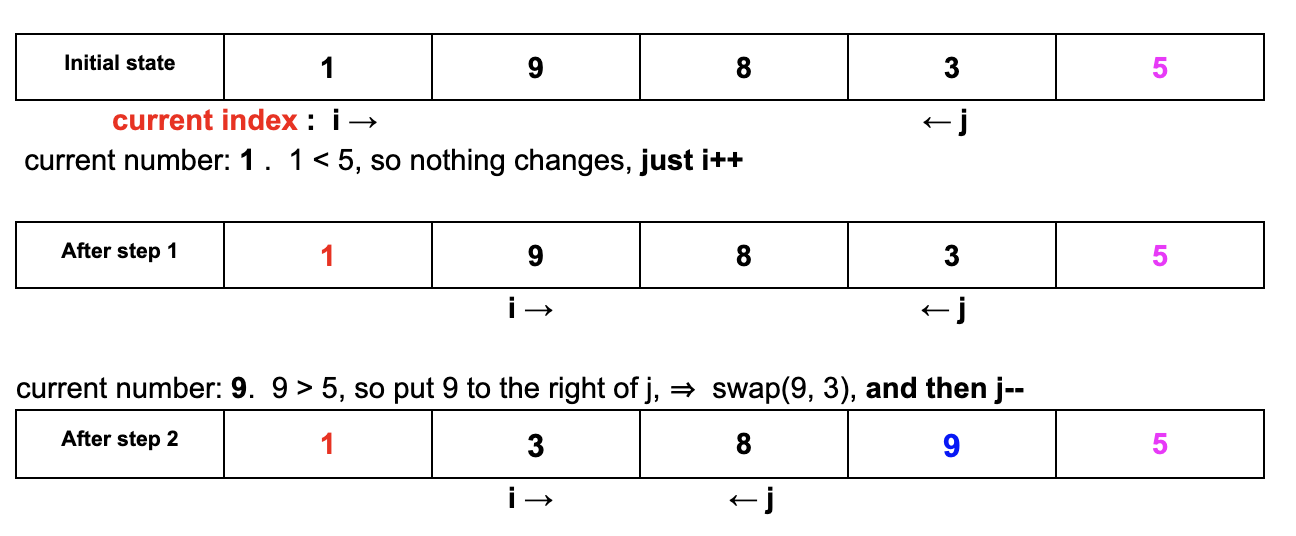 Initial state 1 9 8 3 5
current index : i → ← j
current number: 1 . 1 < 5, so nothing changes, just i++
After step 1 1 9 8 3 5
i → ← j
current number: 9. 9 > 5, so put 9 to the right of j, ⇒ swap(9, 3), and then j--
After step 2 1 3 8 9 5
i → ← j